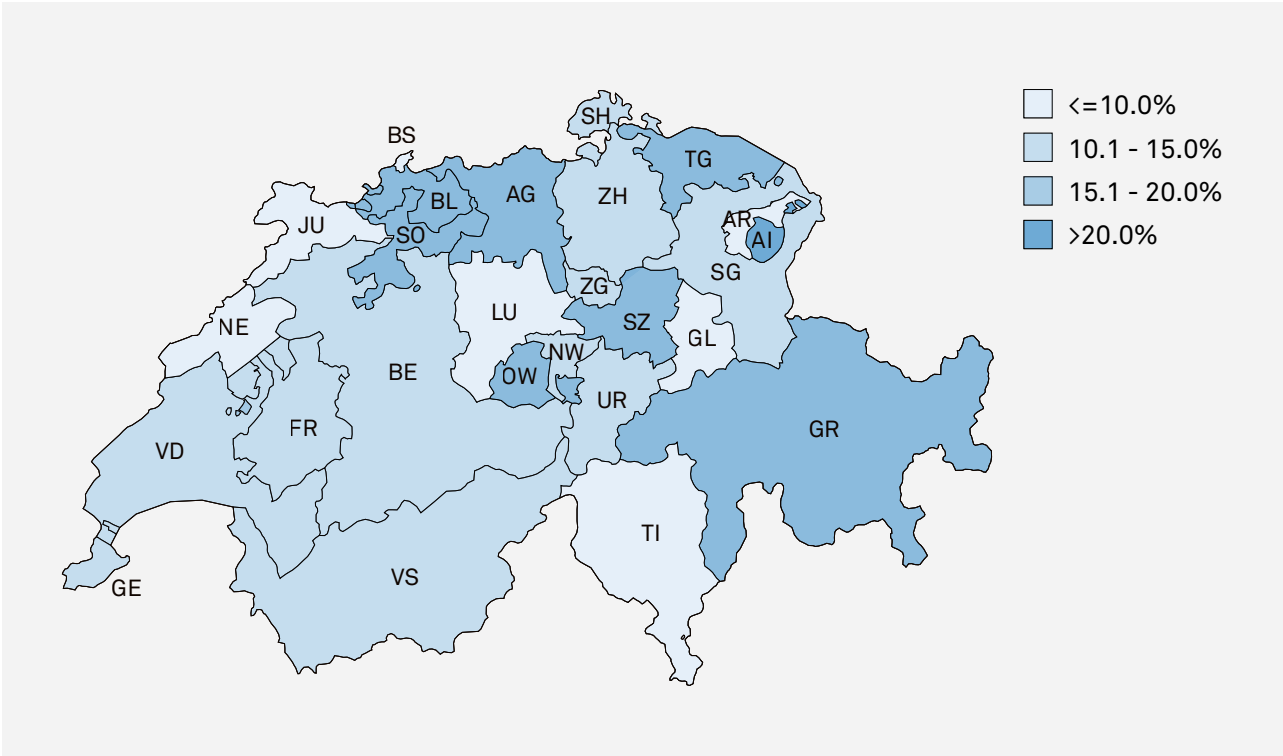 <=10.0%
10.1 - 15.0%
15.1 - 20.0%
>20.0%
SH
BS
TG
AG
ZH
BL
JU
AR
SO
AI
SG
ZG
LU
SZ
NE
GL
NW
BE
OW
UR
FR
GR
VD
TI
VS
GE